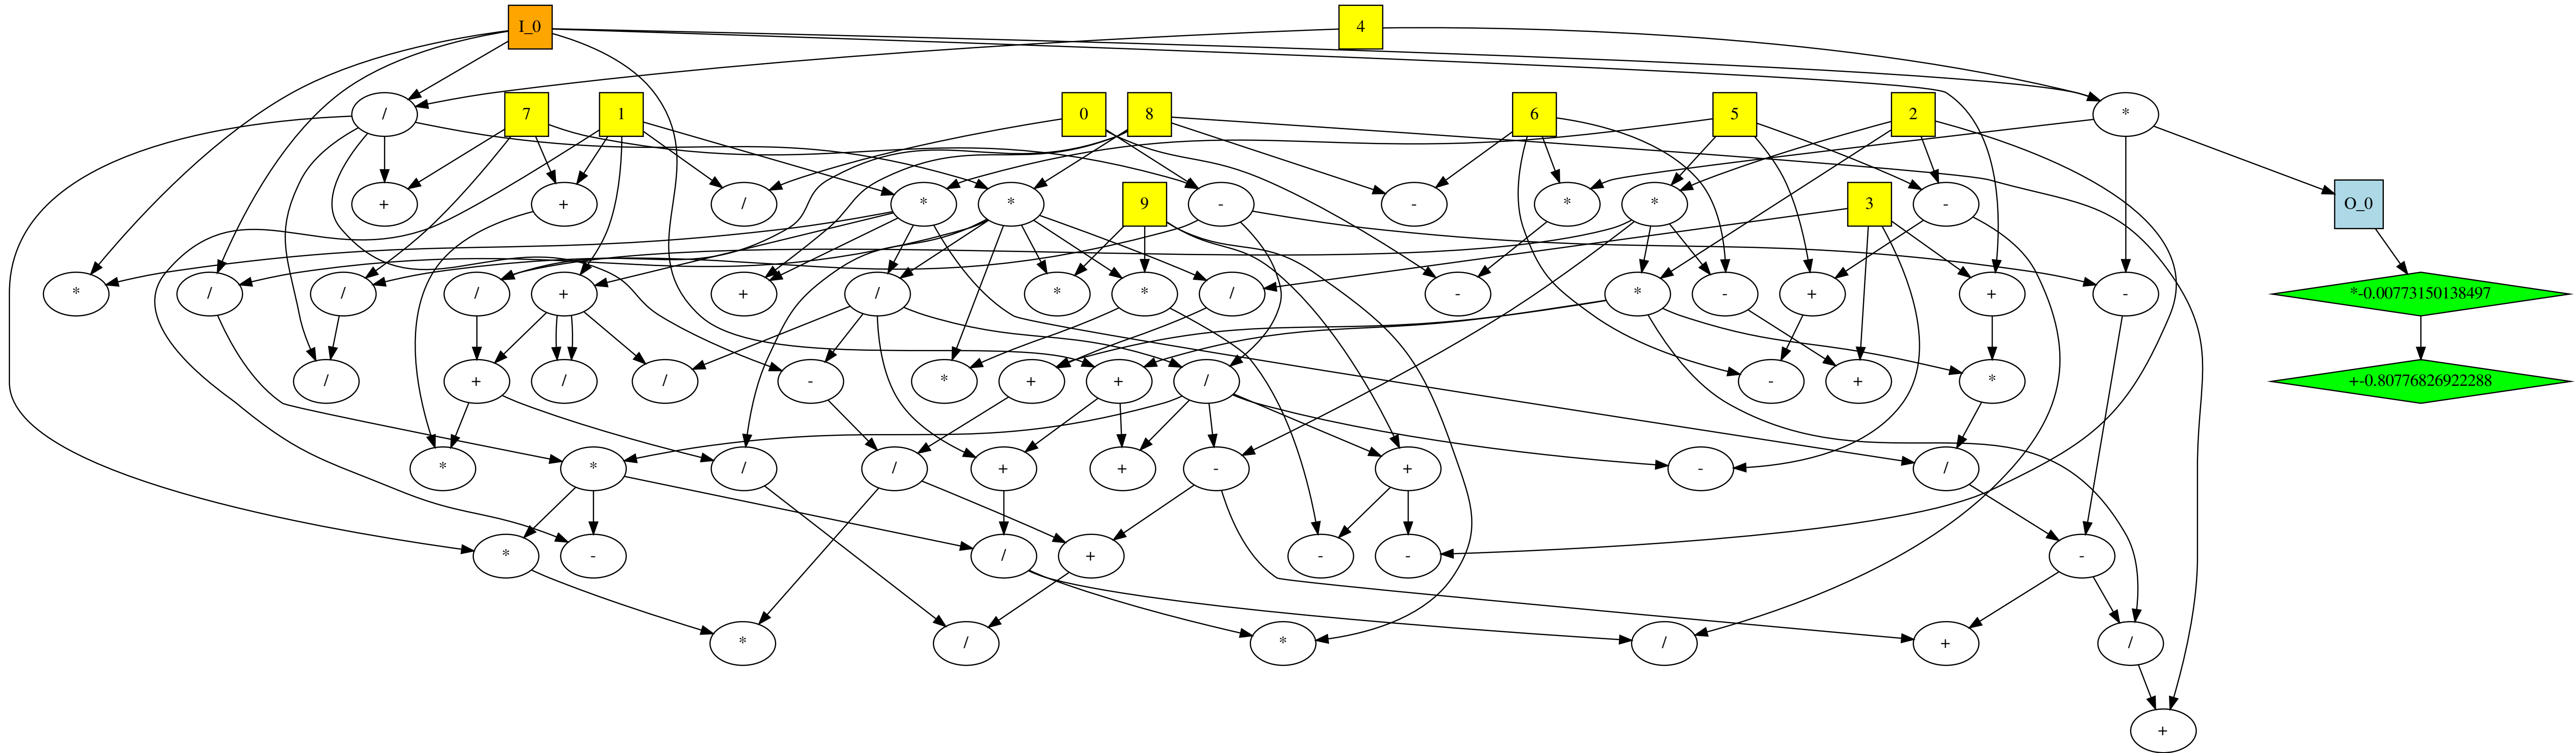 I_0 4
/ 7 1 0 8 6 5 2 *
+ + / * * 9 - - * * 3 - O_0
* / / / + + / * * / - * - + + - *-0.00773150138497
/ + / / - * + + / - + * +-0.80776826922288
* * / / + + - + - /
* - / + - - -
* / * / + /
+